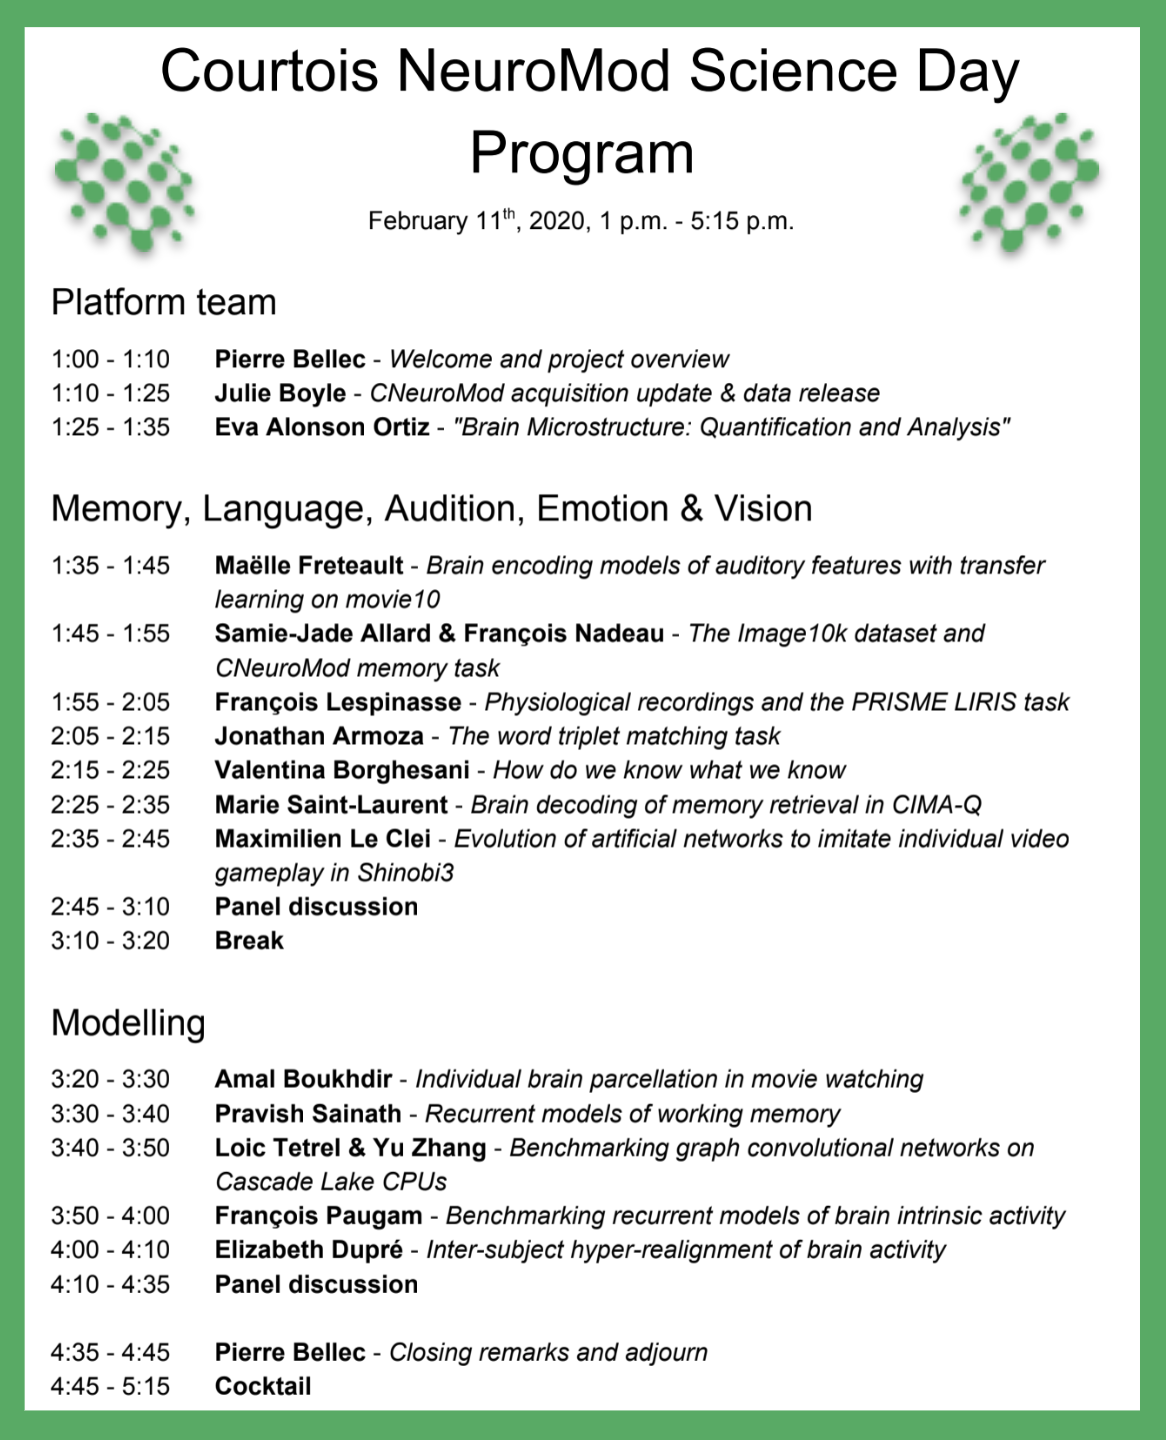 Courtois NeuroMod Science Day
Program
February 11th, 2020, 1 p.m. - 5:15 p.m.
Platform team
1:00 - 1:10 Pierre Bellec - Welcome and project overview
1:10 - 1:25 Julie Boyle - CNeuroMod acquisition update & data release
1:25 - 1:35 Eva Alonson Ortiz - "Brain Microstructure: Quantification and Analysis"
Memory, Language, Audition, Emotion & Vision
1:35 - 1:45 Maëlle Freteault - Brain encoding models of auditory features with transfer
learning on movie10
1:45 - 1:55 Samie-Jade Allard & François Nadeau - The Image10k dataset and
CNeuroMod memory task
1:55 - 2:05 François Lespinasse - Physiological recordings and the PRISME LIRIS task
2:05 - 2:15 Jonathan Armoza - The word triplet matching task
2:15 - 2:25 Valentina Borghesani - How do we know what we know
2:25 - 2:35 Marie Saint-Laurent - Brain decoding of memory retrieval in CIMA-Q
2:35 - 2:45 Maximilien Le Clei - Evolution of artificial networks to imitate individual video
gameplay in Shinobi3
2:45 - 3:10 Panel discussion
3:10 - 3:20 Break
Modelling
3:20 - 3:30 Amal Boukhdir - Individual brain parcellation in movie watching
3:30 - 3:40 Pravish Sainath - Recurrent models of working memory
3:40 - 3:50 Loic Tetrel & Yu Zhang - Benchmarking graph convolutional networks on
Cascade Lake CPUs
3:50 - 4:00 François Paugam - Benchmarking recurrent models of brain intrinsic activity
4:00 - 4:10 Elizabeth Dupré - Inter-subject hyper-realignment of brain activity
4:10 - 4:35 Panel discussion
4:35 - 4:45 Pierre Bellec - Closing remarks and adjourn
4:45 - 5:15 Cocktail